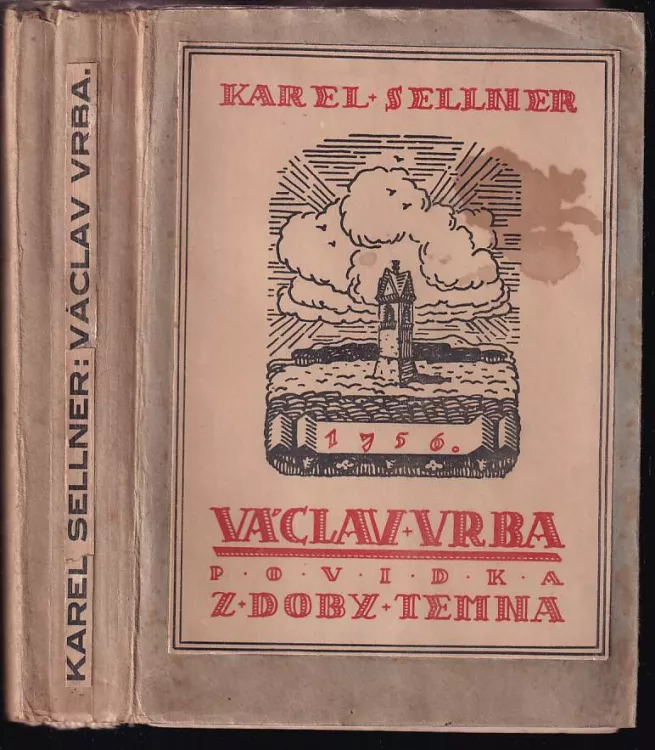 KAREL SELLNER: VÁCLAV VRBA.
KAREL + SELLNER
1756.
VÁCLAV + VRBA
P·O·V·I·D·K·A
Z + DOBY + TEMNA